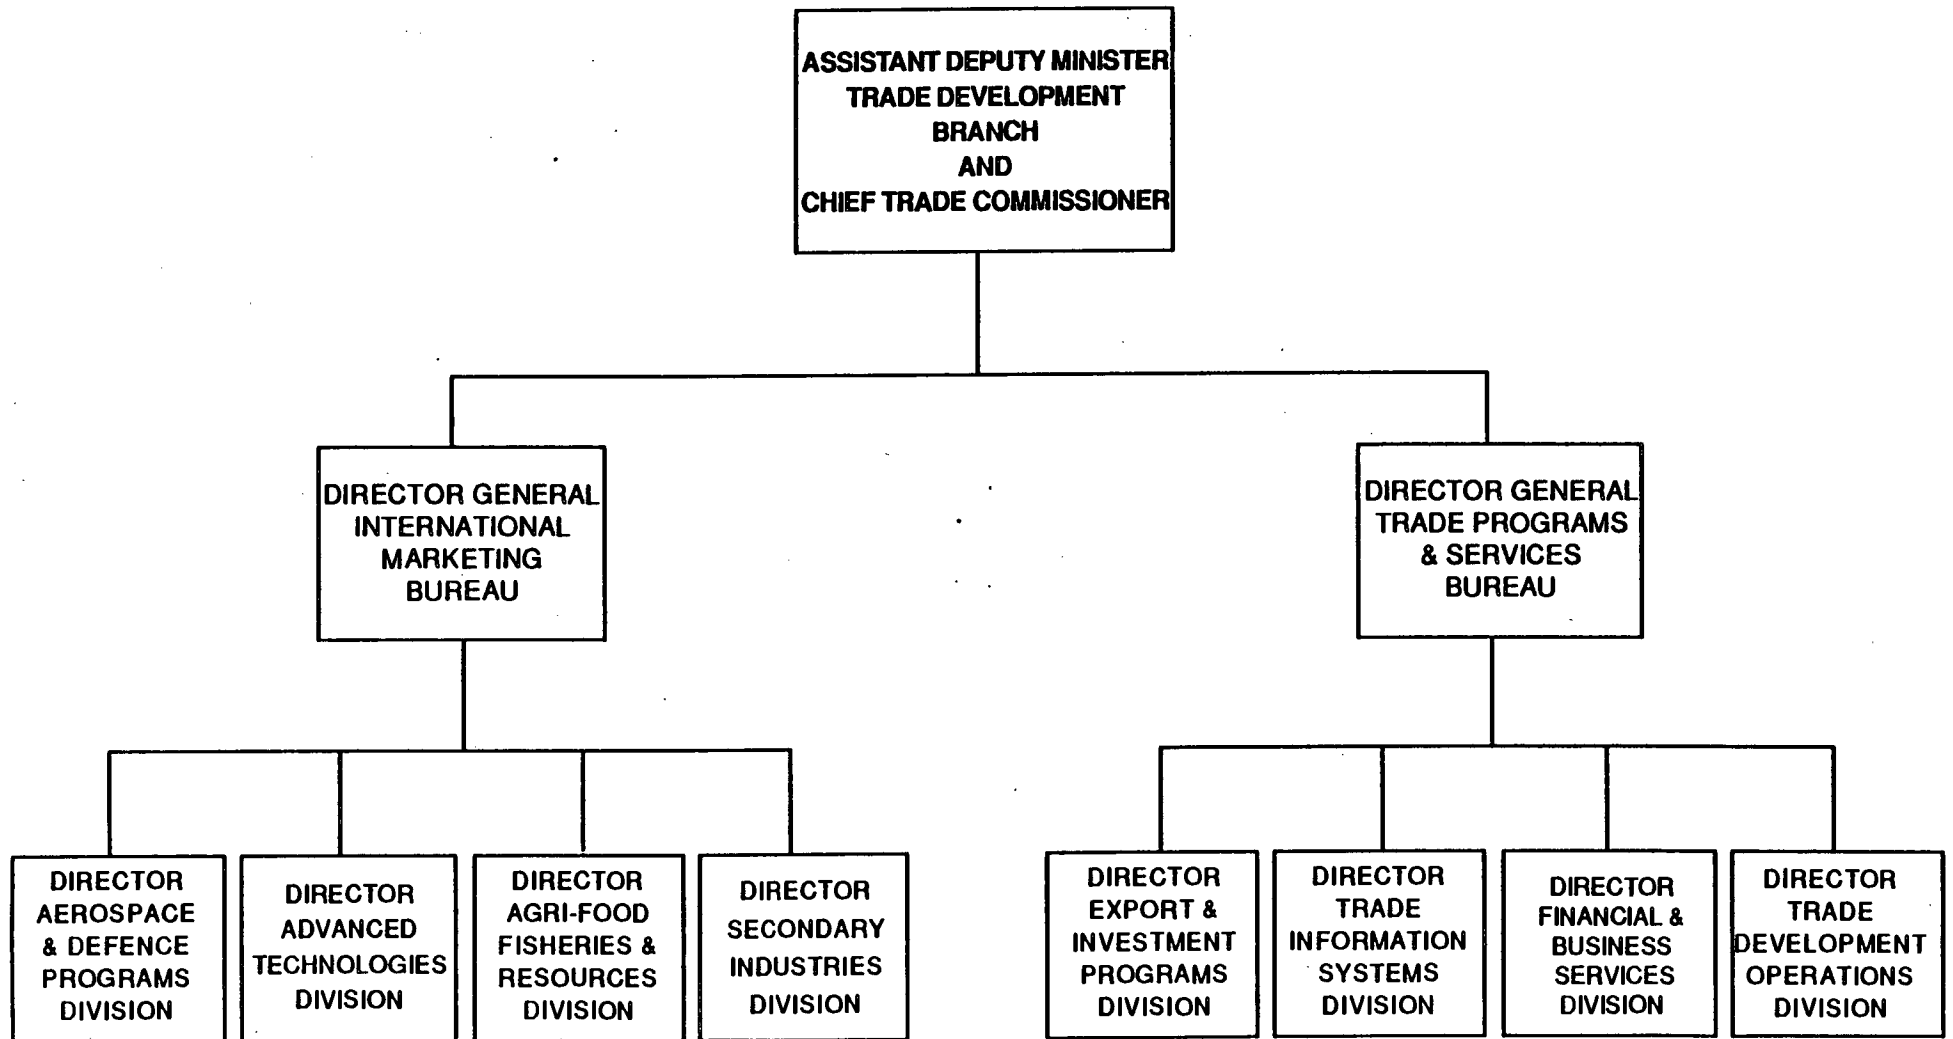 ASSISTANT DEPUTY MINISTER
TRADE DEVELOPMENT
BRANCH
AND
CHIEF TRADE COMMISSIONER
DIRECTOR GENERAL
INTERNATIONAL
MARKETING
BUREAU
DIRECTOR GENERAL
TRADE PROGRAMS
& SERVICES
BUREAU
DIRECTOR
AEROSPACE
& DEFENCE
PROGRAMS
DIVISION
DIRECTOR
ADVANCED
TECHNOLOGIES
DIVISION
DIRECTOR
AGRI-FOOD
FISHERIES &
RESOURCES
DIVISION
DIRECTOR
SECONDARY
INDUSTRIES
DIVISION
DIRECTOR
EXPORT &
INVESTMENT
PROGRAMS
DIVISION
DIRECTOR
TRADE
INFORMATION
SYSTEMS
DIVISION
DIRECTOR
FINANCIAL &
BUSINESS
SERVICES
DIVISION
DIRECTOR
TRADE
DEVELOPMENT
OPERATIONS
DIVISION